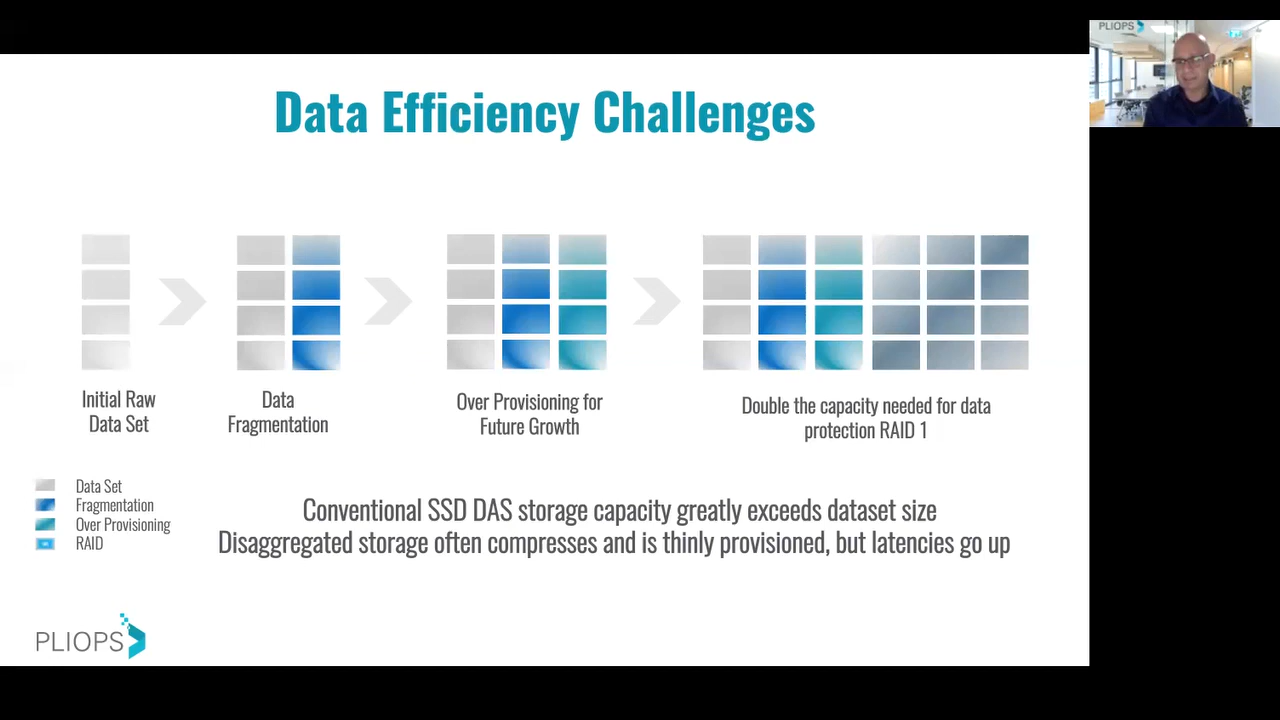 PLIOPS
Data Efficiency Challenges
Initial Raw
Data Set
Data
Fragmentation
Over Provisioning for
Future Growth
Double the capacity needed for data
protection RAID 1
Data Set
Fragmentation
Over Provisioning
RAID
Conventional SSD DAS storage capacity greatly exceeds dataset size
Disaggregated storage often compresses and is thinly provisioned, but latencies go up
PLIOPS